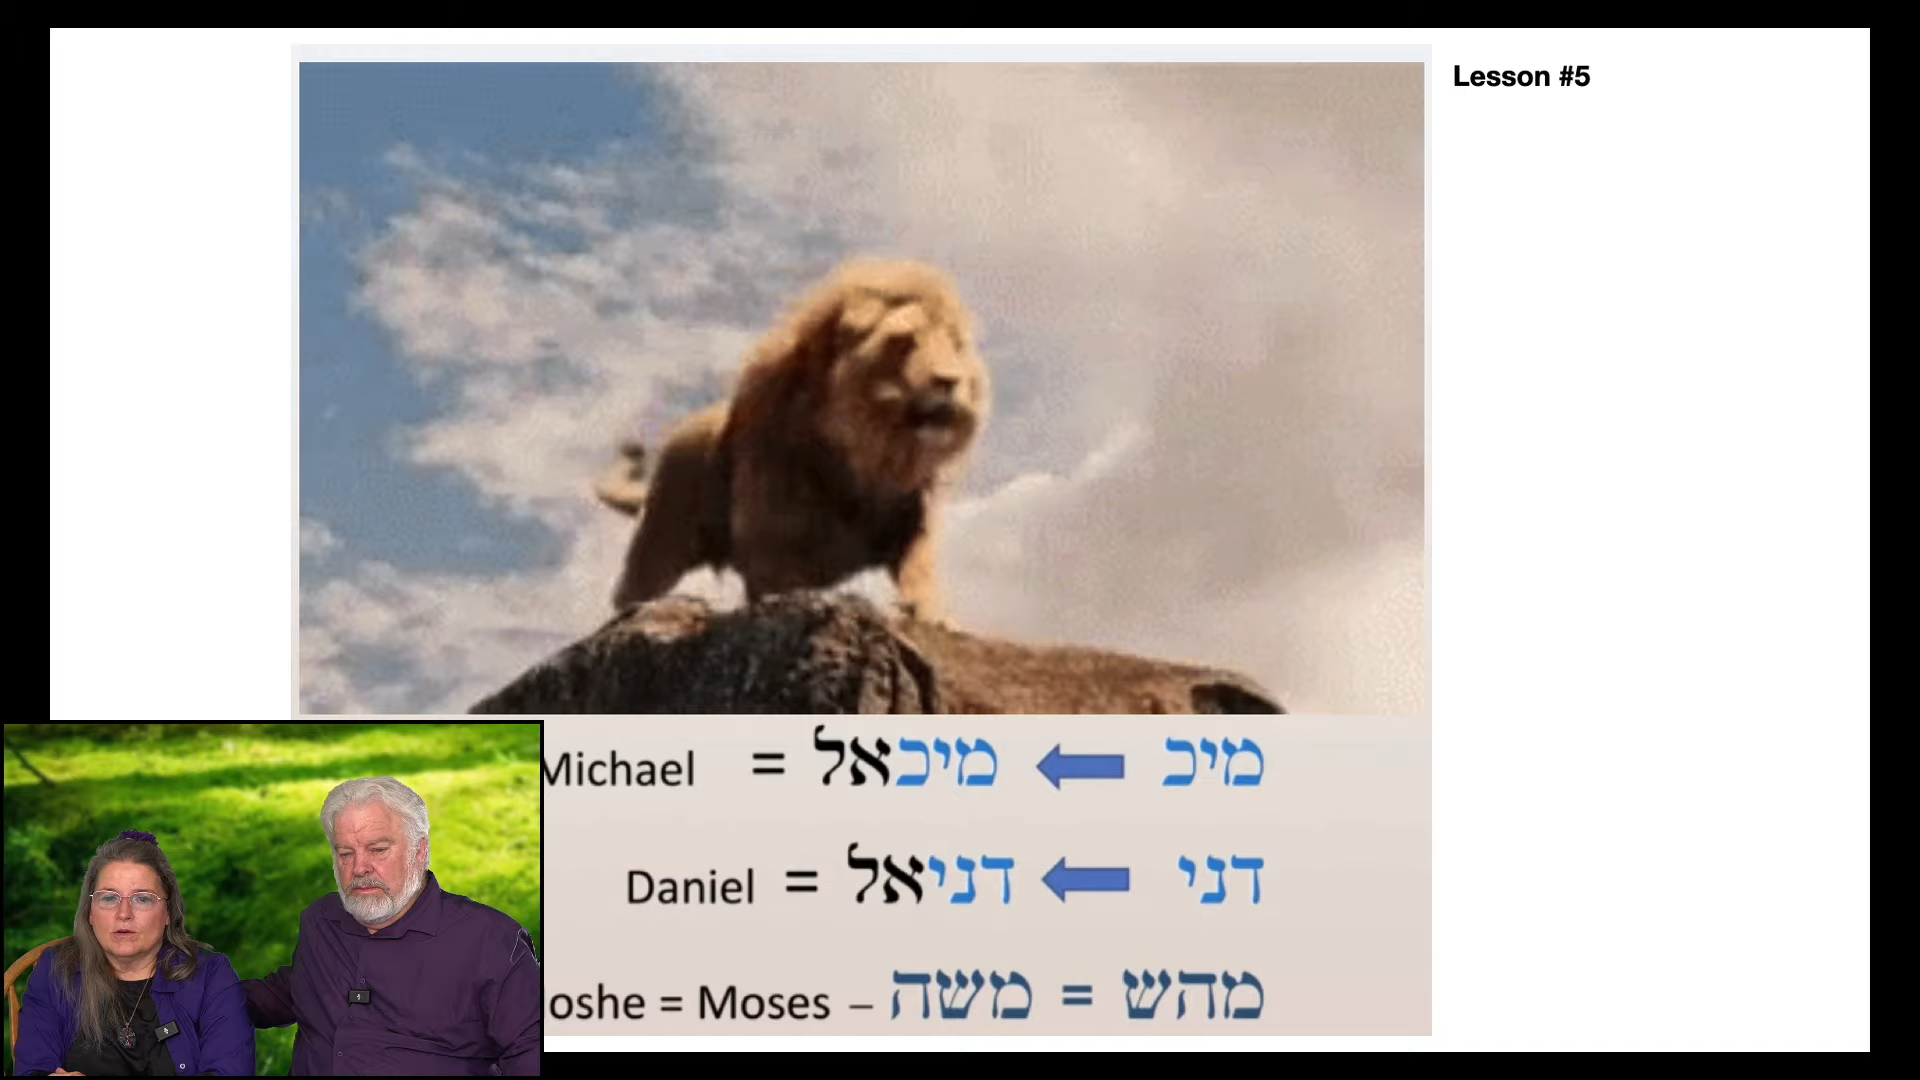 Lesson #5
Michael = מיכאל ← מיכ
Daniel = דניאל ← דני
oshe = Moses – משה = מהש